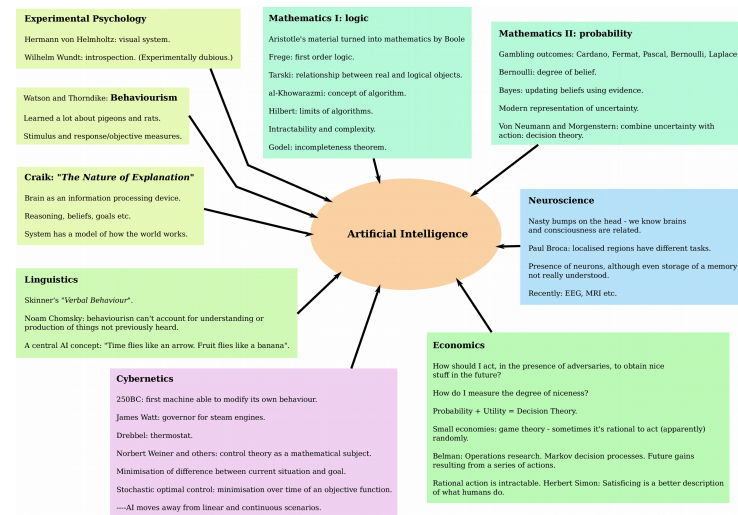 Experimental Psychology
Hermann von Helmholtz: visual system.
Wilhelm Wundt: introspection. (Experimentally dubious.)
Watson and Thorndike: Behaviourism
Learned a lot about pigeons and rats.
Stimulus and response/objective measures.
Craik: "The Nature of Explanation"
Brain as an information processing device.
Reasoning, beliefs, goals etc.
System has a model of how the world works.
Linguistics
Skinner's "Verbal Behaviour".
Noam Chomsky: behaviourisn can't account for understanding or
production of things not previously heard.
A central AI concept: "Time flies like an arrow. Fruit flies like a banana".
Cybernetics
250BC: first machine able to modify its own behaviour.
James Watt: governor for steam engines.
Drebbel: thermostat.
Norbert Weiner and others: control theory as a mathematical subject.
Minimisation of difference between current situation and goal.
Stochastic optimal control: minimisation over time of an objective function.
----AI moves away from linear and continuous scenarios.
Mathematics I: logic
Aristotle's material turned into mathematics by Boole
Frege: first order logic.
Tarski: relationship between real and logical objects.
al-Khowarazmi: concept of algorithm.
Hilbert: limits of algorithms.
Intractability and complexity.
Godel: incompleteness theorem.
Artificial Intelligence
Mathematics II: probability
Gambling outcomes: Cardano, Fermat, Pascal, Bernoulli, Laplace
Bernoulli: degree of belief.
Bayes: updating beliefs using evidence.
Modern representation of uncertainty.
Von Neumann and Morgenstern: combine uncertainty with
action: decision theory.
Neuroscience
Nasty bumps on the head - we know brains
and consciousness are related.
Paul Broca: localised regions have different tasks.
Presence of neurons, although even storage of a memory
not really understood.
Recently: EEG, MRI etc.
Economics
How should I act, in the presence of adversaries, to obtain nice
stuff in the future?
How do I measure the degree of niceness?
Probability + Utility = Decision Theory.
Small economies: game theory - sometimes it's rational to act (apparently)
randomly.
Belman: Operations research. Markov decision processes. Future gains
resulting from a series of actions.
Rational action is intractable. Herbert Simon: Satisficing is a better description
of what humans do.